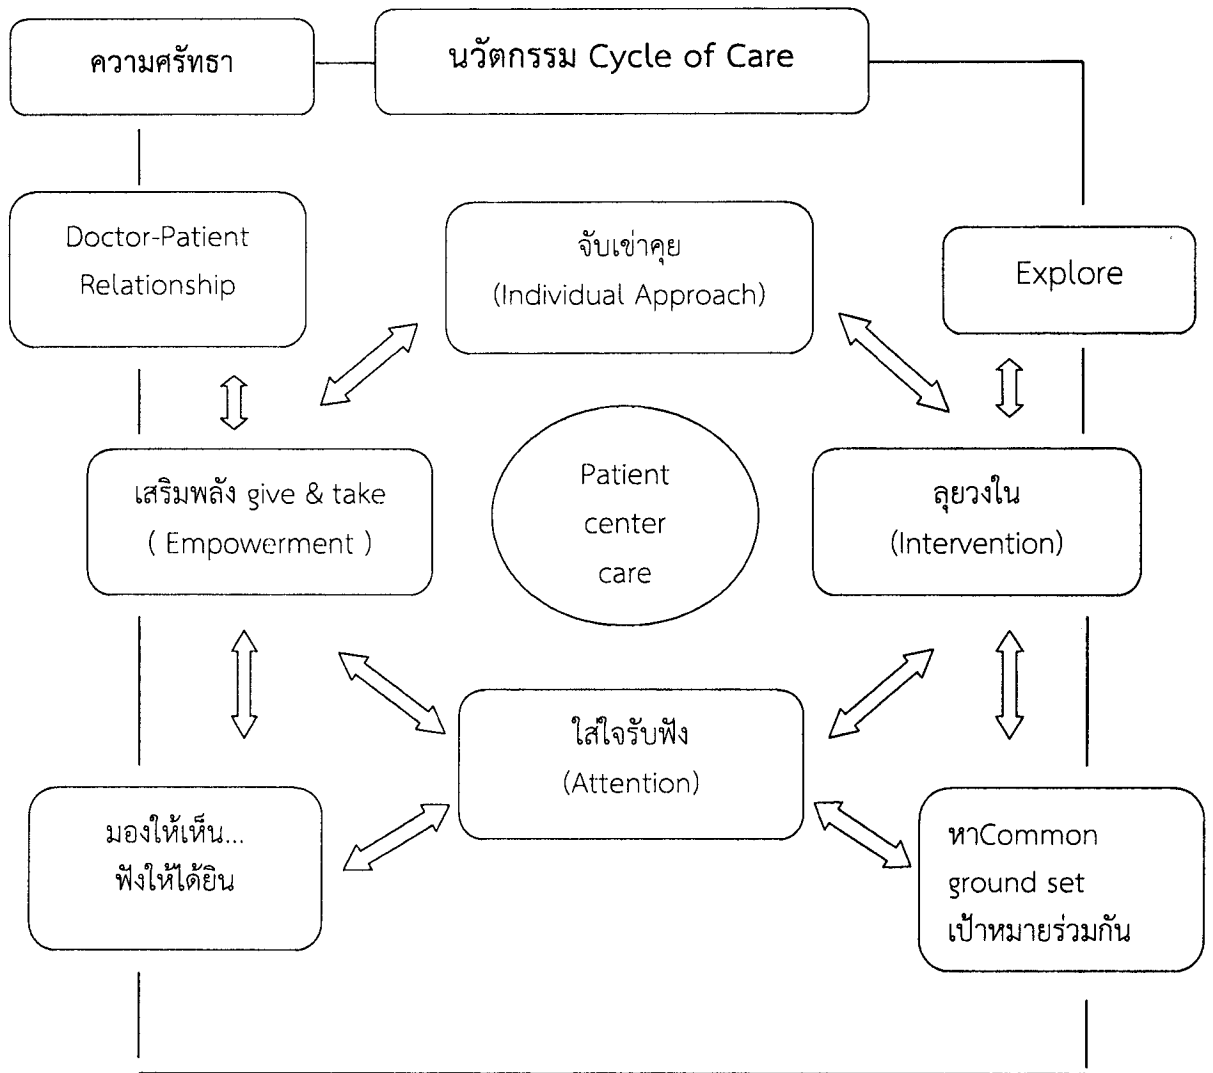 ความศรัทธา
นวัตกรรม Cycle of Care
Doctor-Patient
Relationship
จับเข่าคุย
(Individual Approach)
Explore
เสริมพลัง give & take
( Empowerment )
Patient
center
care
ลุยวงใน
(Intervention)
ใส่ใจรับฟัง
(Attention)
มองให้เห็น...
ฟังให้ได้ยิน
หาCommon
ground set
เป้าหมายร่วมกัน